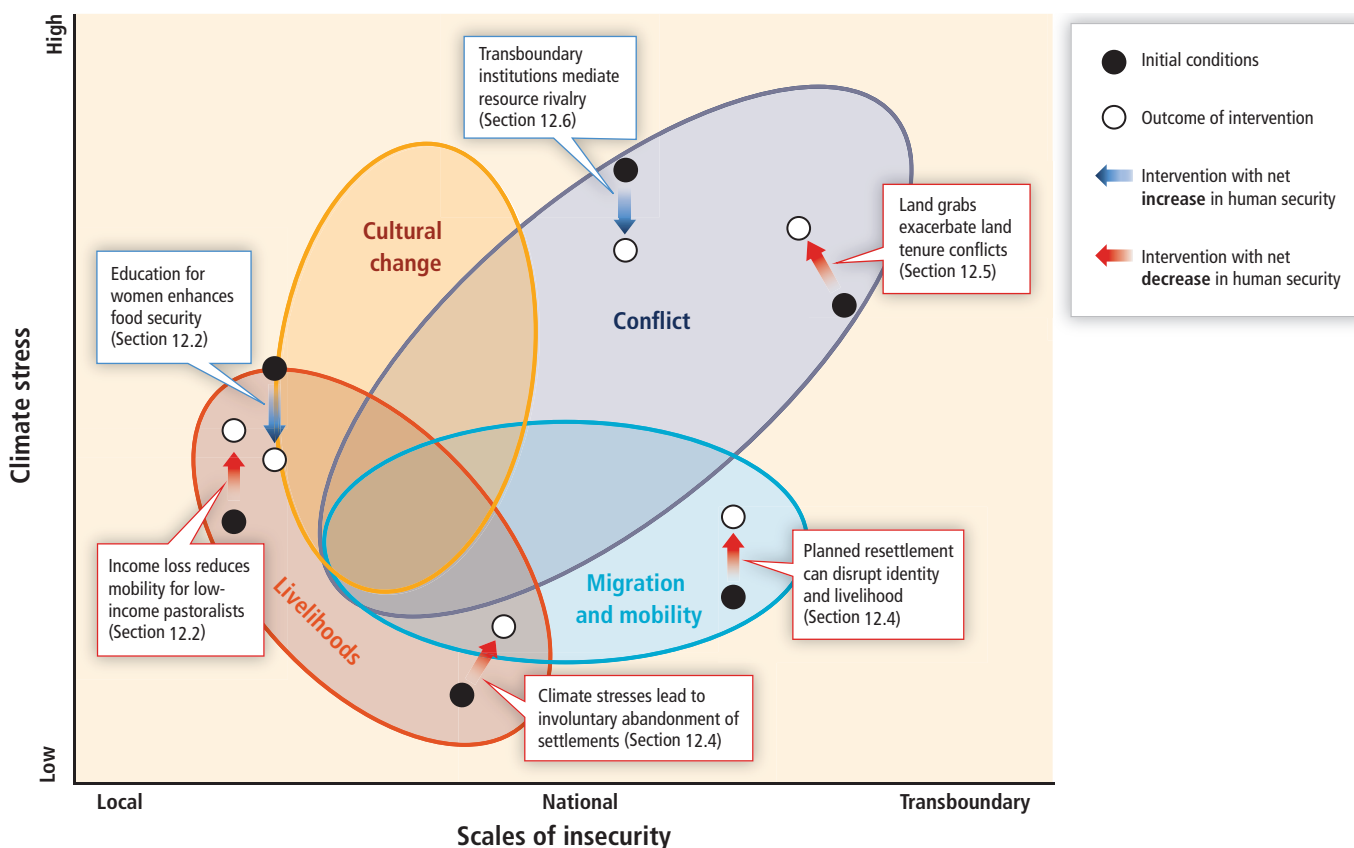 High
Climate stress
Low
Transboundary
institutions mediate
resource rivalry
(Section 12.6)
Cultural
change
Land grabs
exacerbate land
tenure conflicts
(Section 12.5)
Education for
women enhances
food security
(Section 12.2)
Conflict
Income loss reduces
mobility for low-
income pastoralists
(Section 12.2)
Livelihoods
Migration
and mobility
Planned resettlement
can disrupt identity
and livelihood
(Section 12.4)
Climate stresses lead to
involuntary abandonment of
settlements (Section 12.4)
Local
National
Transboundary
Scales of insecurity
Initial conditions
Outcome of intervention
Intervention with net
increase in human security
Intervention with net
decrease in human security